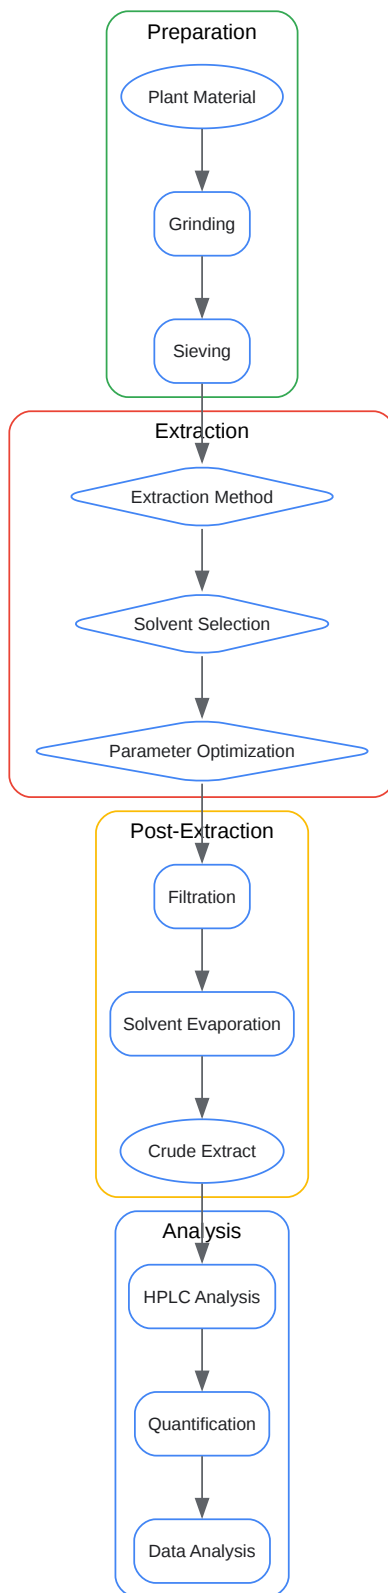 Preparation
Plant Material
Grinding
Sieving
Extraction
Extraction Method
Solvent Selection
Parameter Optimization
Post-Extraction
Filtration
Solvent Evaporation
Crude Extract
Analysis
HPLC Analysis
Quantification
Data Analysis